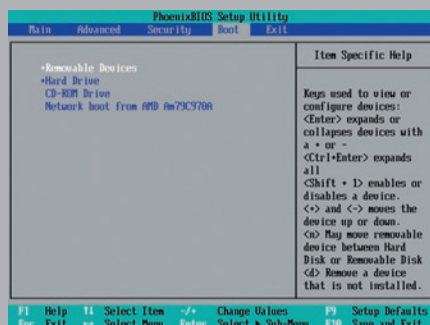 PhoenixBIOS Setup Utility
Main Advanced Security Boot Exit
+Removable Devices
+Hard Drive
CD-ROM Drive
Network boot from AMD Am79C970A
Item Specific Help
Keys used to view or
configure devices:
<Enter> expands or
collapses devices with
a + or -
<Ctrl+Enter> expands
all
<Shift + 1> enables or
disables a device.
<+> and <-> moves the
device up or down.
<n> May move removable
device between Hard
Disk or Removable Disk
<d> Remove a device
that is not installed.
F1 Help ↑↓ Select Item -/+ Change Values F9 Setup Defaults
Esc Exit ↔ Select Menu Enter Select ▶ Sub-Menu F10 Save and Exit